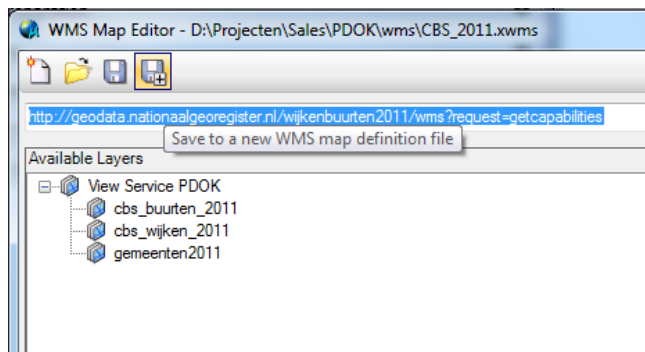 WMS Map Editor - D:\Projecten\Sales\PDOK\wms\CBS_2011.xwms
http://geodata.nationaalgeoregister.nl/wijkenbuurten2011/wms?request=getcapabilities
Save to a new WMS map definition file
Available Layers
View Service PDOK
cbs_buurten_2011
cbs_wijken_2011
gemeenten2011